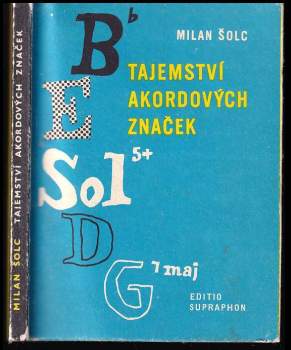 MILAN ŠOLC TAJEMSTVÍ AKORDOVÝCH ZNAČEK
B♭
MILAN ŠOLC
TAJEMSTVÍ
AKORDOVÝCH
ZNAČEK
E
Sol 5+
D
G 7 maj
EDITIO
SUPRAPHON